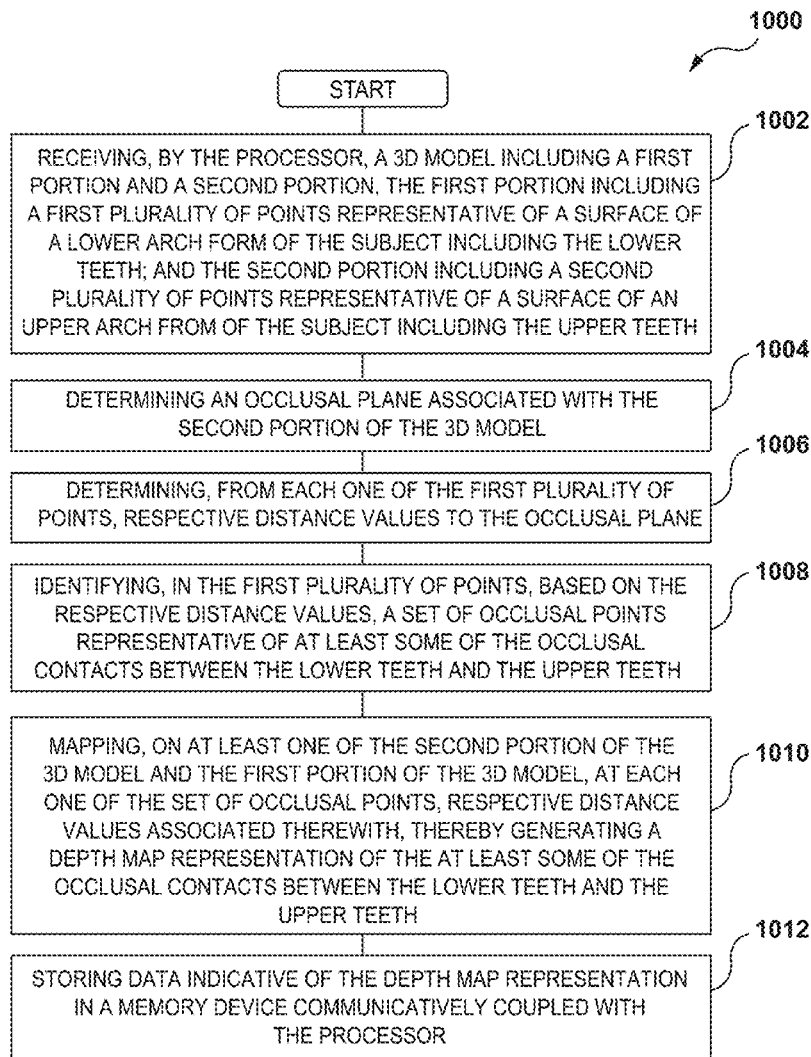 1000
START
1002
RECEIVING, BY THE PROCESSOR, A 3D MODEL INCLUDING A FIRST
PORTION AND A SECOND PORTION, THE FIRST PORTION INCLUDING
A FIRST PLURALITY OF POINTS REPRESENTATIVE OF A SURFACE OF
A LOWER ARCH FORM OF THE SUBJECT INCLUDING THE LOWER
TEETH; AND THE SECOND PORTION INCLUDING A SECOND
PLURALITY OF POINTS REPRESENTATIVE OF A SURFACE OF AN
UPPER ARCH FROM OF THE SUBJECT INCLUDING THE UPPER TEETH
1004
DETERMINING AN OCCLUSAL PLANE ASSOCIATED WITH THE
SECOND PORTION OF THE 3D MODEL
1006
DETERMINING, FROM EACH ONE OF THE FIRST PLURALITY OF
POINTS, RESPECTIVE DISTANCE VALUES TO THE OCCLUSAL PLANE
1008
IDENTIFYING, IN THE FIRST PLURALITY OF POINTS, BASED ON THE
RESPECTIVE DISTANCE VALUES, A SET OF OCCLUSAL POINTS
REPRESENTATIVE OF AT LEAST SOME OF THE OCCLUSAL
CONTACTS BETWEEN THE LOWER TEETH AND THE UPPER TEETH
1010
MAPPING, ON AT LEAST ONE OF THE SECOND PORTION OF THE
3D MODEL AND THE FIRST PORTION OF THE 3D MODEL, AT EACH
ONE OF THE SET OF OCCLUSAL POINTS, RESPECTIVE DISTANCE
VALUES ASSOCIATED THEREWITH, THEREBY GENERATING A
DEPTH MAP REPRESENTATION OF THE AT LEAST SOME OF THE
OCCLUSAL CONTACTS BETWEEN THE LOWER TEETH AND THE
UPPER TEETH
1012
STORING DATA INDICATIVE OF THE DEPTH MAP REPRESENTATION
IN A MEMORY DEVICE COMMUNICATIVELY COUPLED WITH
THE PROCESSOR